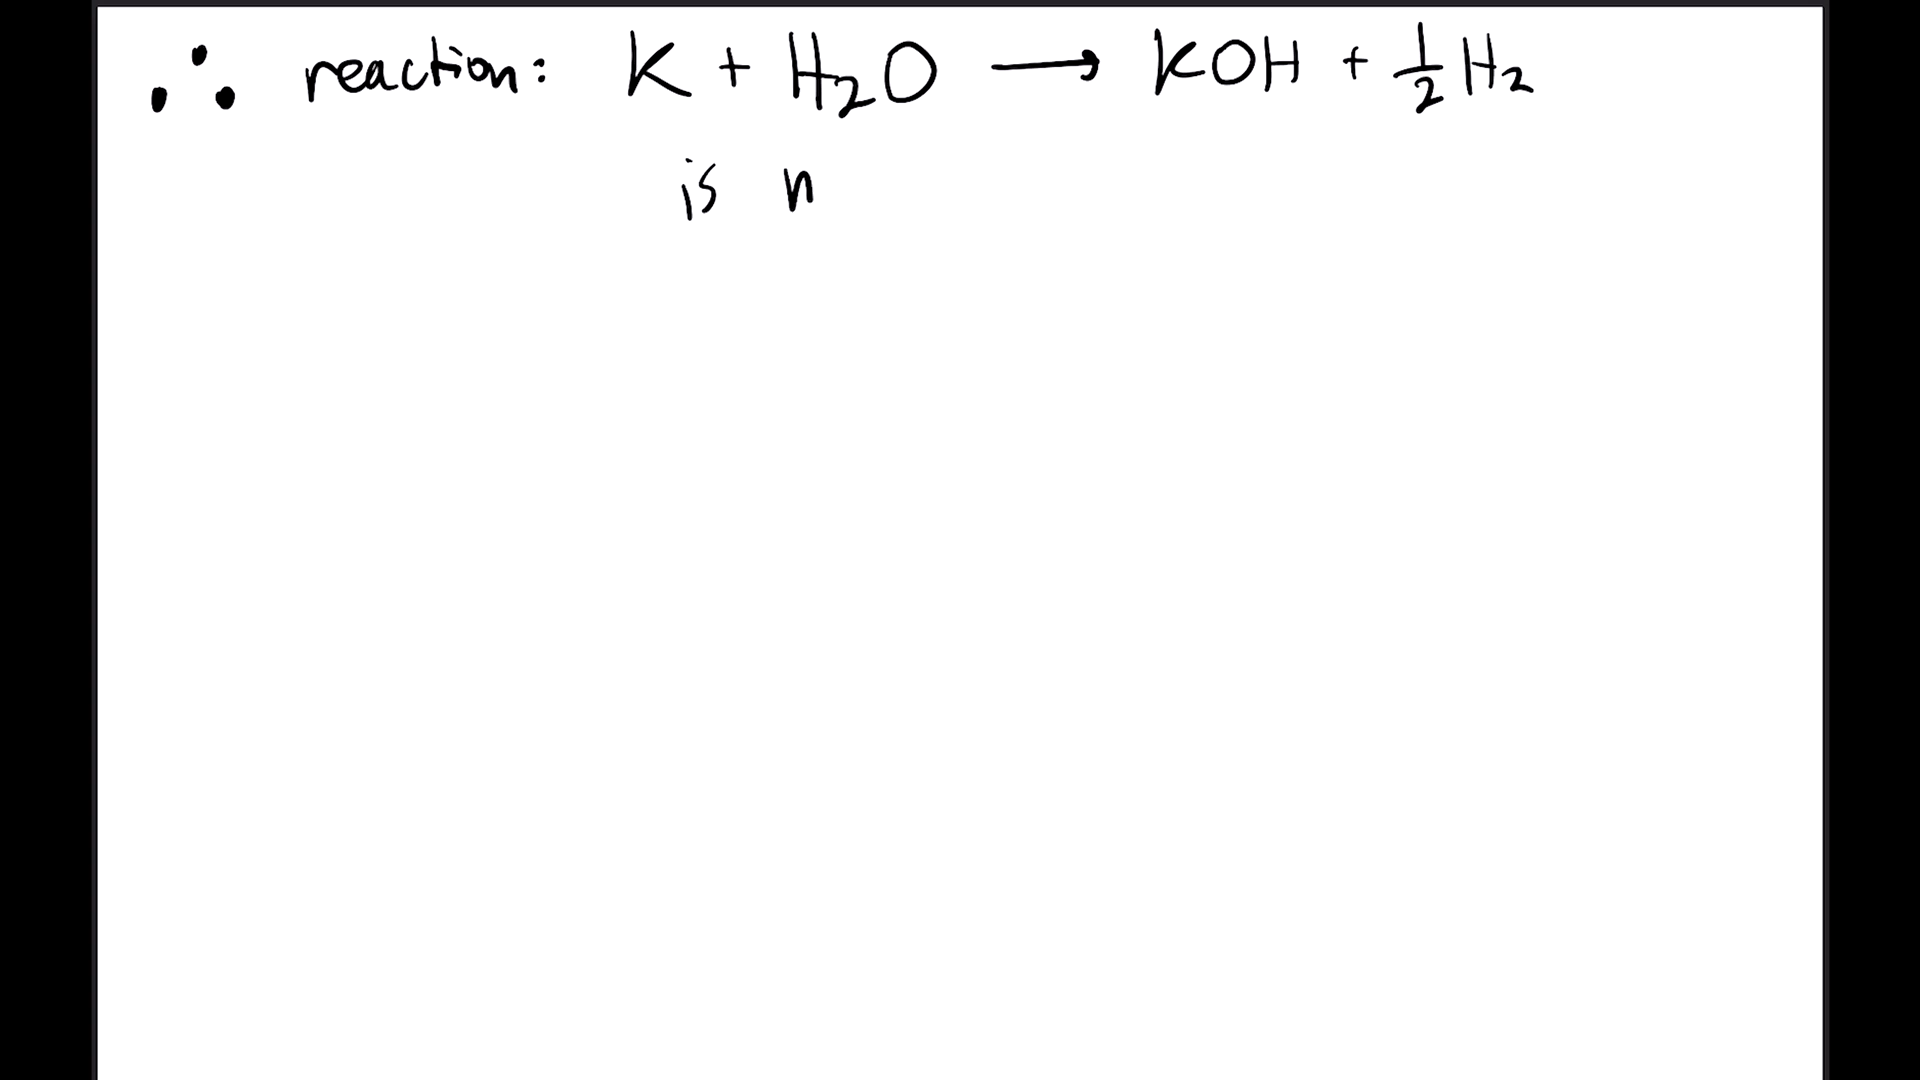 ∴ reaction: K + H₂O → KOH + ½ H₂
is n